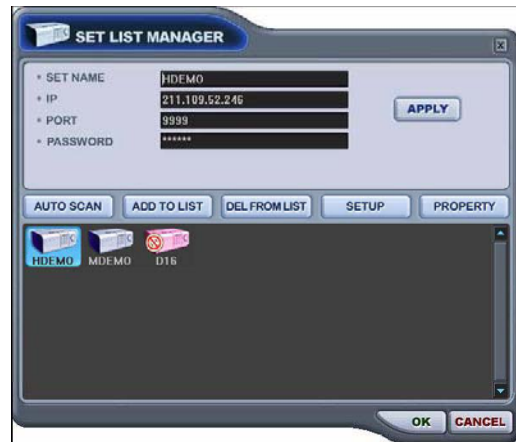 SET LIST MANAGER
SET NAME HDEMO
IP 211.109.52.246
PORT 9999
PASSWORD ******
APPLY
AUTO SCAN ADD TO LIST DEL FROM LIST SETUP PROPERTY
HDEMO MDEMO D16
OK CANCEL